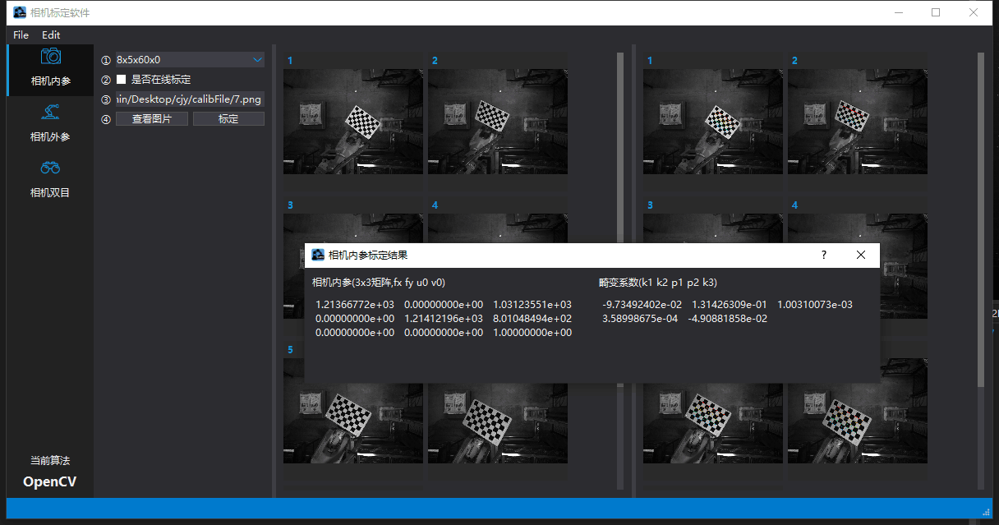 相机标定软件
File Edit
相机内参
相机外参
相机双目
当前算法
OpenCV
① 8x5x60x0
② 是否在线标定
③ nin/Desktop/cjy/calibFile/7.png
④ 查看图片 标定
1 2
3 4
5
1 2
3 4
相机内参标定结果 ?
相机内参(3x3矩阵,fx fy u0 v0)
1.21366772e+03 0.00000000e+00 1.03123551e+03
0.00000000e+00 1.21412196e+03 8.01048494e+02
0.00000000e+00 0.00000000e+00 1.00000000e+00
畸变系数(k1 k2 p1 p2 k3)
-9.73492402e-02 1.31426309e-01 1.00310073e-03
3.58998675e-04 -4.90881858e-02